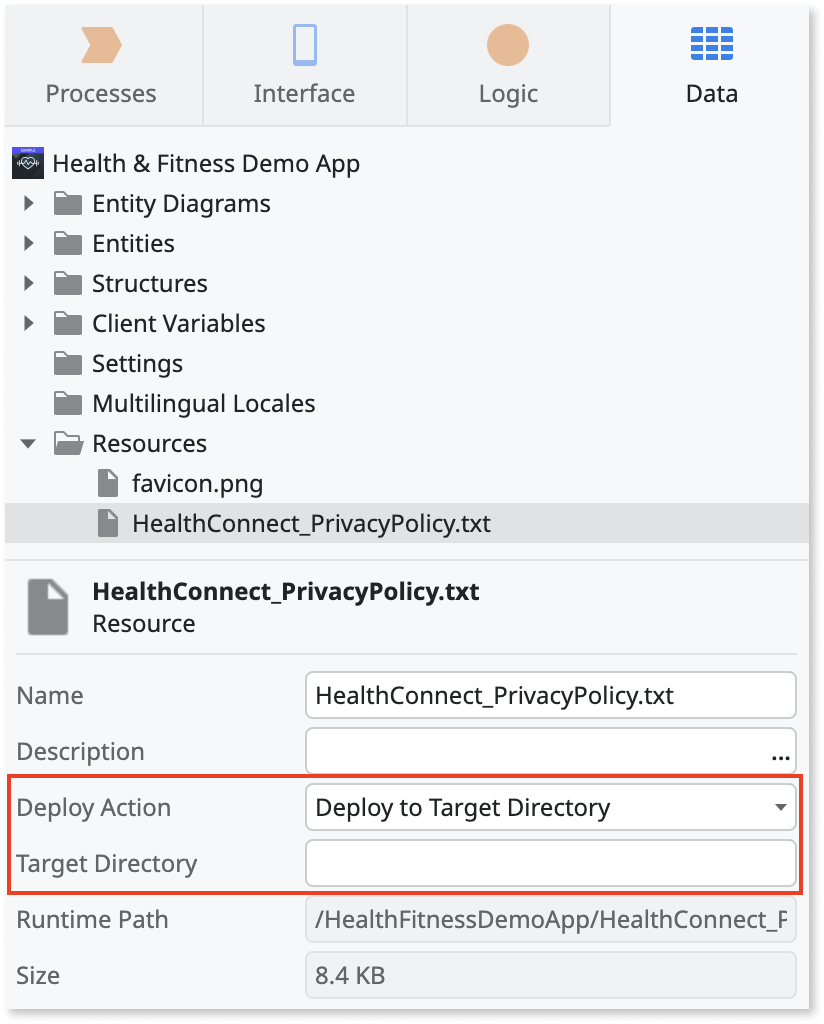 Processes
Interface
Logic
Data
Health & Fitness Demo App
Entity Diagrams
Entities
Structures
Client Variables
Settings
Multilingual Locales
Resources
favicon.png
HealthConnect_PrivacyPolicy.txt
HealthConnect_PrivacyPolicy.txt
Resource
Name HealthConnect_PrivacyPolicy.txt
Description ...
Deploy Action Deploy to Target Directory
Target Directory
Runtime Path /HealthFitnessDemoApp/HealthConnect_P
Size 8.4 KB